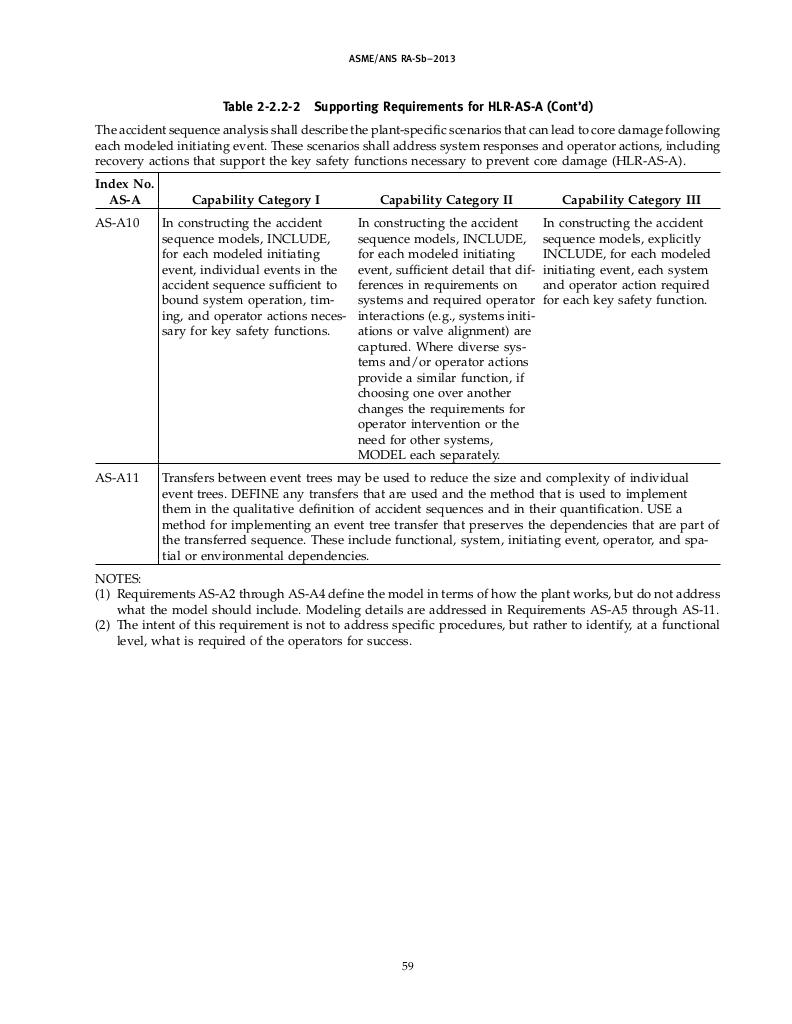 ASME/ANS RA-Sb–2013
Table 2-2.2-2 Supporting Requirements for HLR-AS-A (Cont'd)
The accident sequence analysis shall describe the plant-specific scenarios that can lead to core damage following
each modeled initiating event. These scenarios shall address system responses and operator actions, including
recovery actions that support the key safety functions necessary to prevent core damage (HLR-AS-A).
Index No.
AS-A
Capability Category I
Capability Category II
Capability Category III
AS-A10
In constructing the accident
sequence models, INCLUDE,
for each modeled initiating
event, individual events in the
accident sequence sufficient to
bound system operation, tim-
ing, and operator actions neces-
sary for key safety functions.
In constructing the accident
sequence models, INCLUDE,
for each modeled initiating
event, sufficient detail that dif-
ferences in requirements on
systems and required operator
interactions (e.g., systems initi-
ations or valve alignment) are
captured. Where diverse sys-
tems and/or operator actions
provide a similar function, if
choosing one over another
changes the requirements for
operator intervention or the
need for other systems,
MODEL each separately.
In constructing the accident
sequence models, explicitly
INCLUDE, for each modeled
initiating event, each system
and operator action required
for each key safety function.
AS-A11
Transfers between event trees may be used to reduce the size and complexity of individual
event trees. DEFINE any transfers that are used and the method that is used to implement
them in the qualitative definition of accident sequences and in their quantification. USE a
method for implementing an event tree transfer that preserves the dependencies that are part of
the transferred sequence. These include functional, system, initiating event, operator, and spa-
tial or environmental dependencies.
NOTES:
(1) Requirements AS-A2 through AS-A4 define the model in terms of how the plant works, but do not address
what the model should include. Modeling details are addressed in Requirements AS-A5 through AS-11.
(2) The intent of this requirement is not to address specific procedures, but rather to identify, at a functional
level, what is required of the operators for success.
59